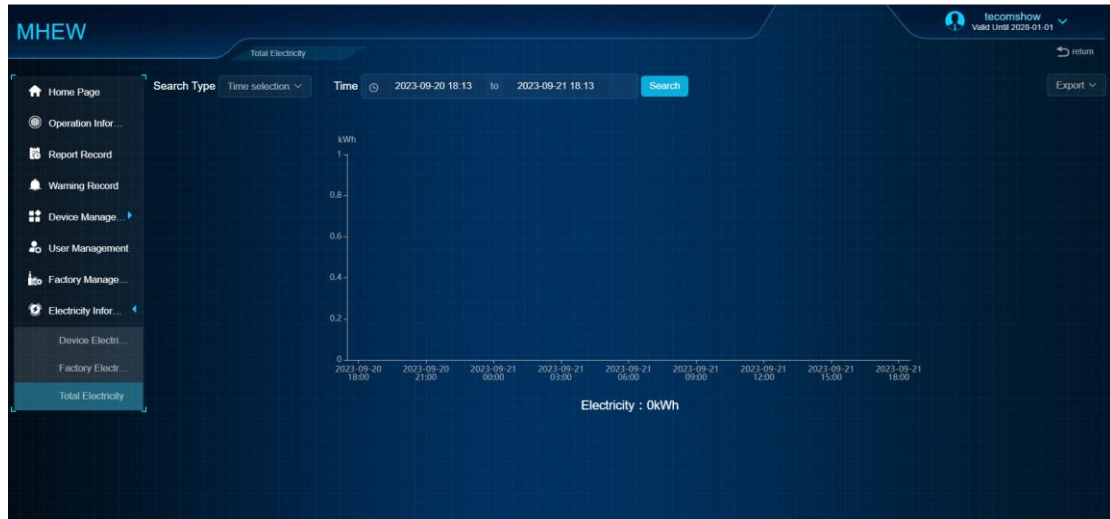 MHEW
tecomshow
Valid Until 2028-01-01
Total Electricity
return
Home Page
Operation Infor...
Report Record
Warning Record
Device Manage...
User Management
Factory Manage...
Electricity Infor...
Device Electri...
Factory Electr...
Total Electricity
Search Type Time selection Time 2023-09-20 18:13 to 2023-09-21 18:13 Search Export
kWh
1
0.8
0.6
0.4
0.2
0
2023-09-20 2023-09-20 2023-09-21 2023-09-21 2023-09-21 2023-09-21 2023-09-21 2023-09-21 2023-09-21
18:00 21:00 00:00 03:00 06:00 09:00 12:00 15:00 18:00
Electricity : 0kWh